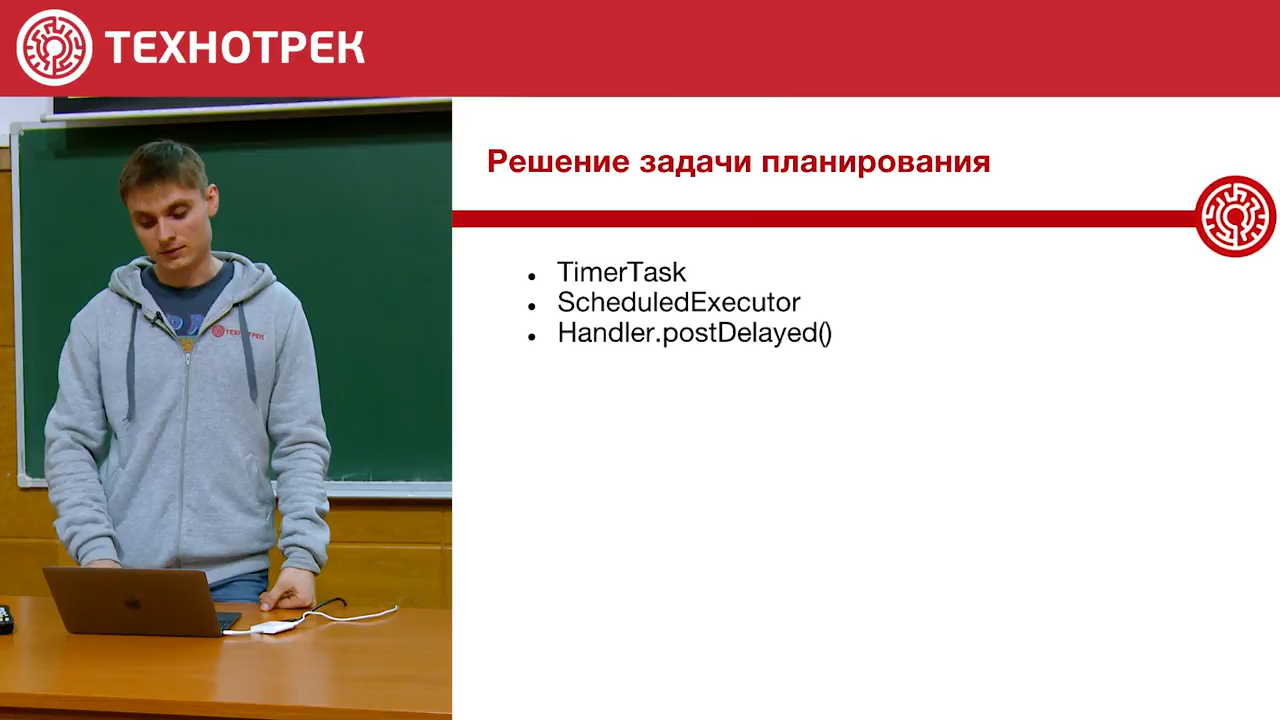 ТЕХНОТРЕК
Решение задачи планирования
TimerTask
ScheduledExecutor
Handler.postDelayed()
ТЕХНОТРЕК